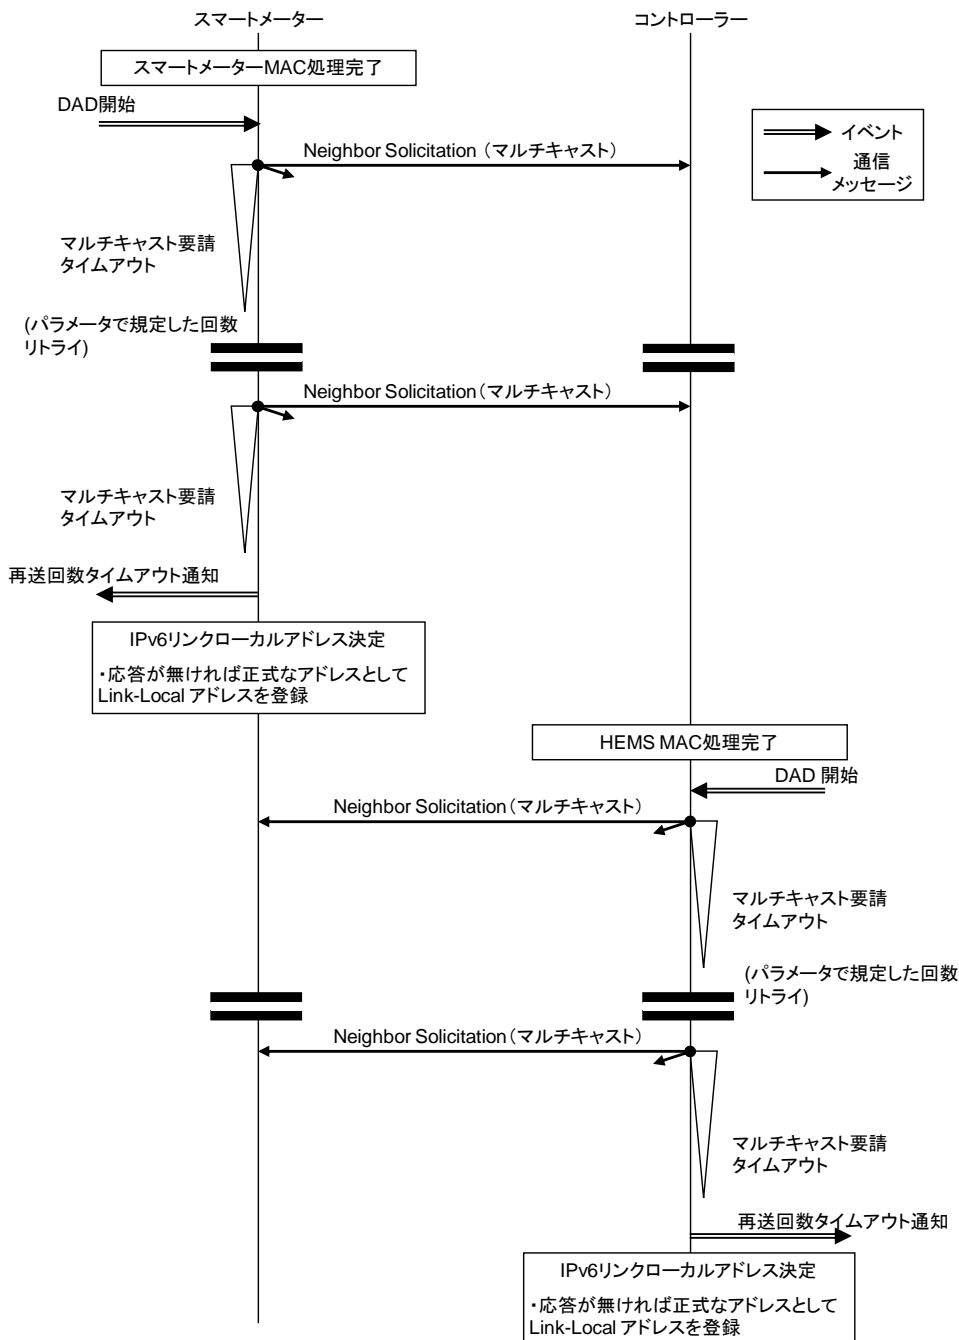 スマートメーター
コントローラー
スマートメーターMAC処理完了
DAD開始
イベント
通信
メッセージ
Neighbor Solicitation (マルチキャスト)
マルチキャスト要請
タイムアウト
(パラメータで規定した回数
リトライ)
Neighbor Solicitation(マルチキャスト)
マルチキャスト要請
タイムアウト
再送回数タイムアウト通知
IPv6リンクローカルアドレス決定
・応答が無ければ正式なアドレスとして
Link-Local アドレスを登録
HEMS MAC処理完了
DAD 開始
Neighbor Solicitation(マルチキャスト)
マルチキャスト要請
タイムアウト
(パラメータで規定した回数
リトライ)
Neighbor Solicitation(マルチキャスト)
マルチキャスト要請
タイムアウト
再送回数タイムアウト通知
IPv6リンクローカルアドレス決定
・応答が無ければ正式なアドレスとして
Link-Local アドレスを登録